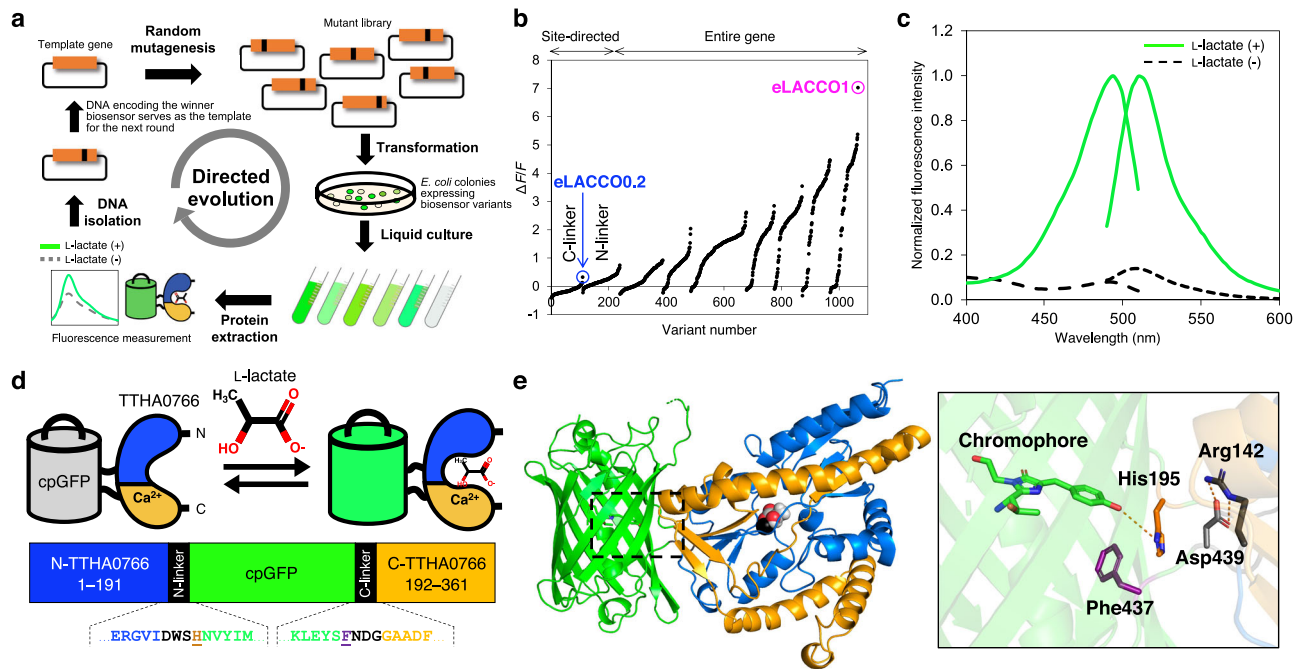 a
Template gene
Random
mutagenesis
Mutant library
DNA encoding the winner
biosensor serves as the template
for the next round
Directed
evolution
Transformation
E. coli colonies
expressing
biosensor variants
DNA
isolation
Liquid culture
L-lactate (+)
L-lactate (-)
Protein
extraction
Fluorescence measurement
b
Site-directed
Entire gene
8
7
6
5
4
3
2
1
0
-1
ΔF/F
eLACCO1
eLACCO0.2
C-linker
N-linker
0
200
400
600
800
1000
Variant number
c
L-lactate (+)
L-lactate (-)
1.2
1.0
0.8
0.6
0.4
0.2
0.0
Normalized fluorescence intensity
400
450
500
550
600
Wavelength (nm)
d
TTHA0766
L-lactate
H₃C
O
HO
O-
N
cpGFP
Ca²⁺
C
H₃C
O
HO
O-
Ca²⁺
N-TTHA0766
1–191
N-linker
cpGFP
C-linker
C-TTHA0766
192–361
ERGVIDWSHNVYIM
KLEYSFNDGGAADF
e
Chromophore
His195
Arg142
Asp439
Phe437